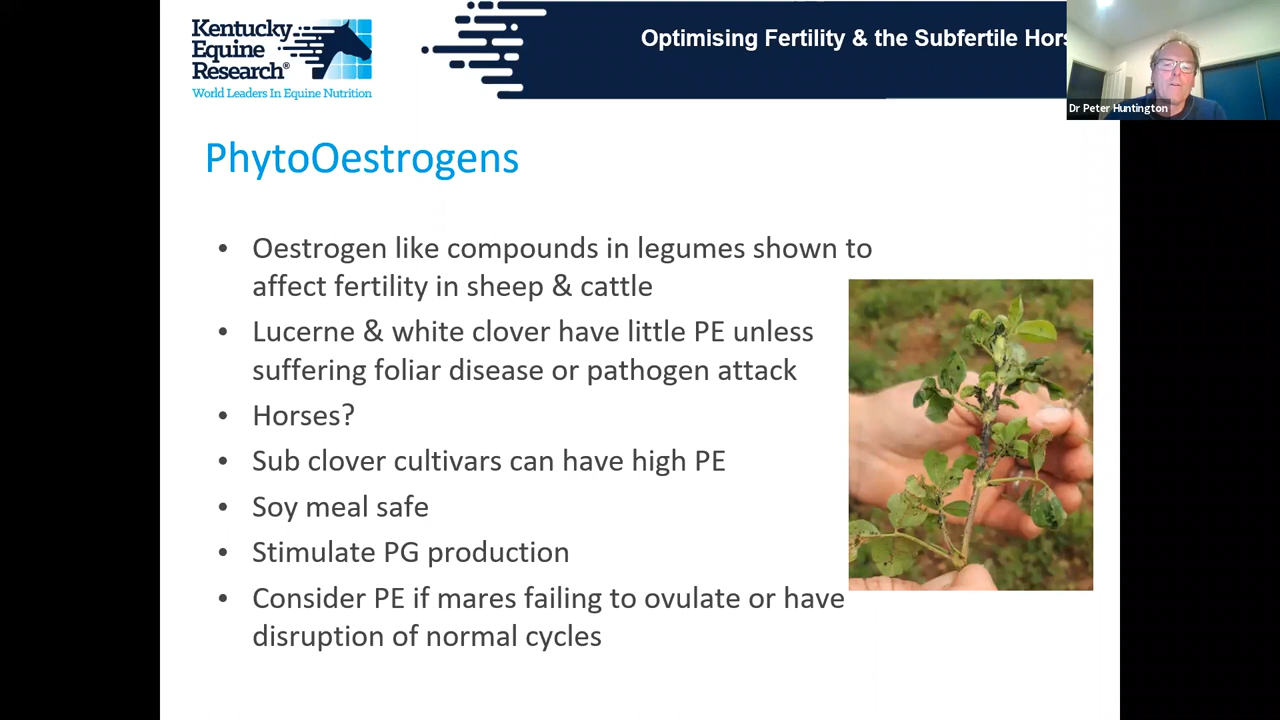 Kentucky
Equine
Research®
World Leaders In Equine Nutrition
Optimising Fertility & the Subfertile Hors
Dr Peter Huntington
PhytoOestrogens
• Oestrogen like compounds in legumes shown to
affect fertility in sheep & cattle
• Lucerne & white clover have little PE unless
suffering foliar disease or pathogen attack
• Horses?
• Sub clover cultivars can have high PE
• Soy meal safe
• Stimulate PG production
• Consider PE if mares failing to ovulate or have
disruption of normal cycles